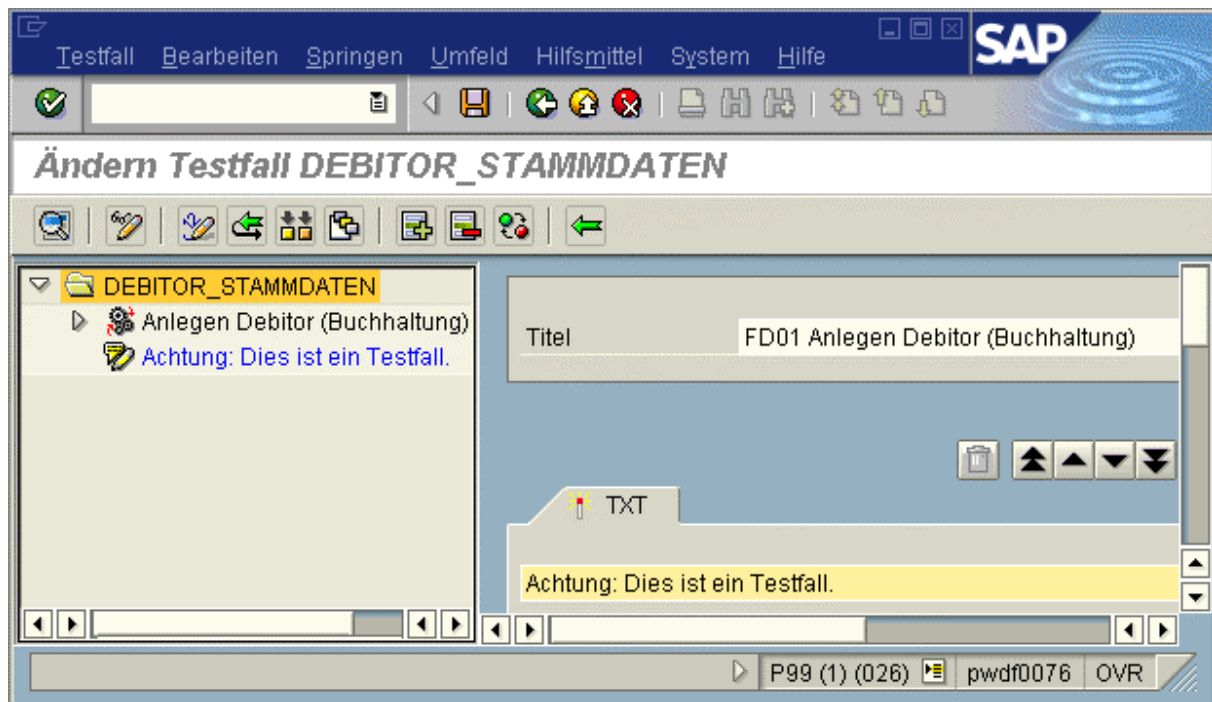 Testfall Bearbeiten Springen Umfeld Hilfsmittel System Hilfe
SAP
Ändern Testfall DEBITOR_STAMMDATEN
DEBITOR_STAMMDATEN
Anlegen Debitor (Buchhaltung)
Achtung: Dies ist ein Testfall.
Titel FD01 Anlegen Debitor (Buchhaltung)
TXT
Achtung: Dies ist ein Testfall.
P99 (1) (026) pwdf0076 OVR